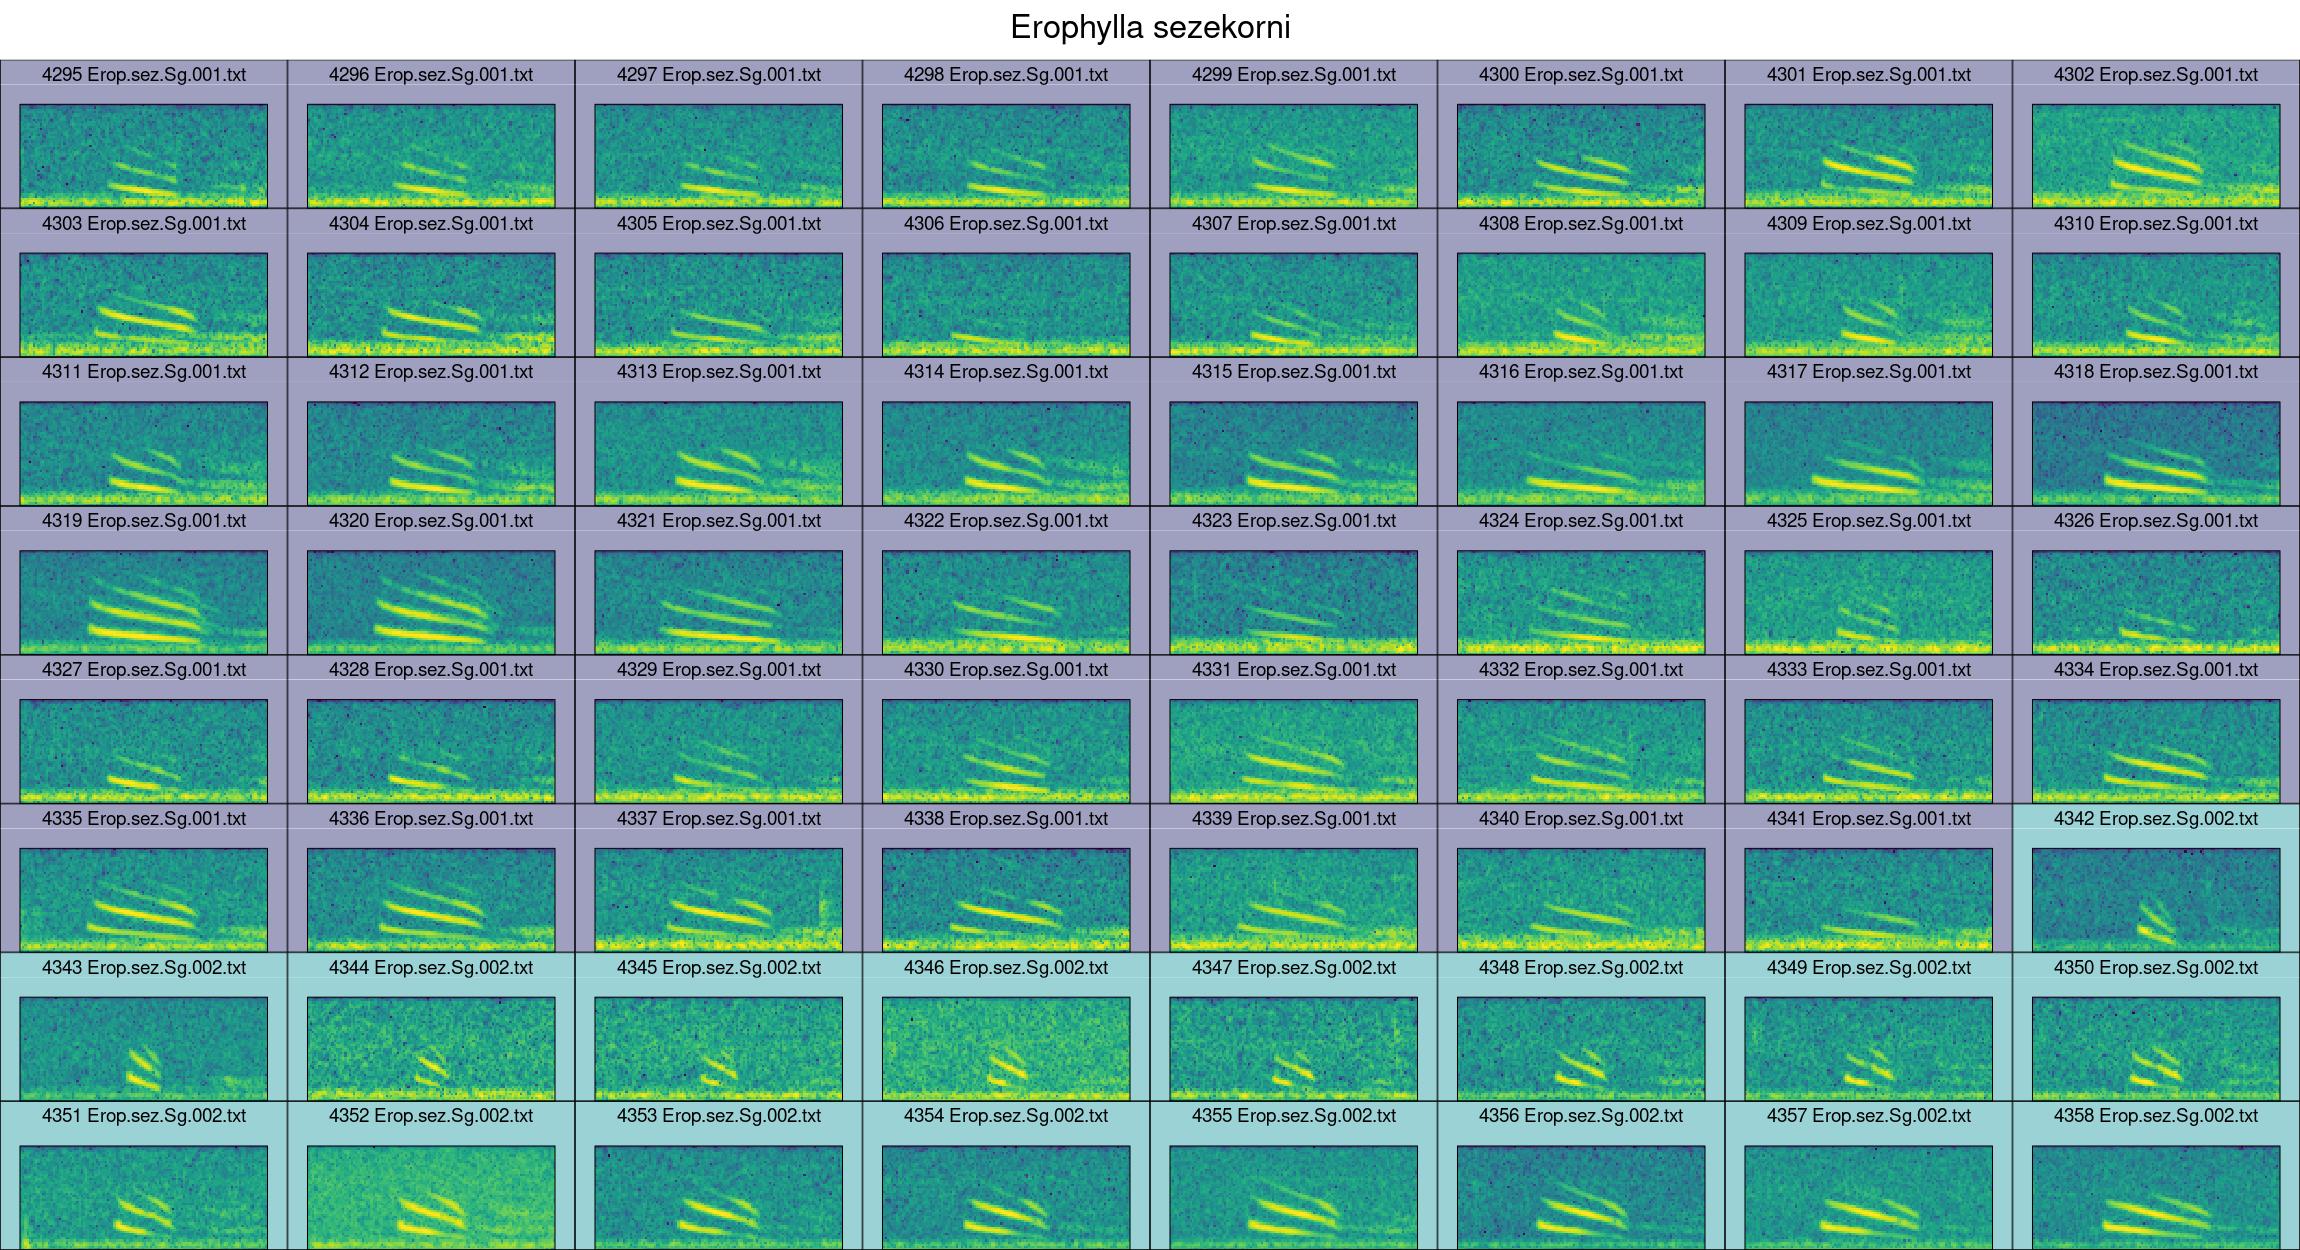 Erophylla sezekorni
4295 Erop.sez.Sg.001.txt 4296 Erop.sez.Sg.001.txt 4297 Erop.sez.Sg.001.txt 4298 Erop.sez.Sg.001.txt 4299 Erop.sez.Sg.001.txt 4300 Erop.sez.Sg.001.txt 4301 Erop.sez.Sg.001.txt 4302 Erop.sez.Sg.001.txt
4303 Erop.sez.Sg.001.txt 4304 Erop.sez.Sg.001.txt 4305 Erop.sez.Sg.001.txt 4306 Erop.sez.Sg.001.txt 4307 Erop.sez.Sg.001.txt 4308 Erop.sez.Sg.001.txt 4309 Erop.sez.Sg.001.txt 4310 Erop.sez.Sg.001.txt
4311 Erop.sez.Sg.001.txt 4312 Erop.sez.Sg.001.txt 4313 Erop.sez.Sg.001.txt 4314 Erop.sez.Sg.001.txt 4315 Erop.sez.Sg.001.txt 4316 Erop.sez.Sg.001.txt 4317 Erop.sez.Sg.001.txt 4318 Erop.sez.Sg.001.txt
4319 Erop.sez.Sg.001.txt 4320 Erop.sez.Sg.001.txt 4321 Erop.sez.Sg.001.txt 4322 Erop.sez.Sg.001.txt 4323 Erop.sez.Sg.001.txt 4324 Erop.sez.Sg.001.txt 4325 Erop.sez.Sg.001.txt 4326 Erop.sez.Sg.001.txt
4327 Erop.sez.Sg.001.txt 4328 Erop.sez.Sg.001.txt 4329 Erop.sez.Sg.001.txt 4330 Erop.sez.Sg.001.txt 4331 Erop.sez.Sg.001.txt 4332 Erop.sez.Sg.001.txt 4333 Erop.sez.Sg.001.txt 4334 Erop.sez.Sg.001.txt
4335 Erop.sez.Sg.001.txt 4336 Erop.sez.Sg.001.txt 4337 Erop.sez.Sg.001.txt 4338 Erop.sez.Sg.001.txt 4339 Erop.sez.Sg.001.txt 4340 Erop.sez.Sg.001.txt 4341 Erop.sez.Sg.001.txt 4342 Erop.sez.Sg.002.txt
4343 Erop.sez.Sg.002.txt 4344 Erop.sez.Sg.002.txt 4345 Erop.sez.Sg.002.txt 4346 Erop.sez.Sg.002.txt 4347 Erop.sez.Sg.002.txt 4348 Erop.sez.Sg.002.txt 4349 Erop.sez.Sg.002.txt 4350 Erop.sez.Sg.002.txt
4351 Erop.sez.Sg.002.txt 4352 Erop.sez.Sg.002.txt 4353 Erop.sez.Sg.002.txt 4354 Erop.sez.Sg.002.txt 4355 Erop.sez.Sg.002.txt 4356 Erop.sez.Sg.002.txt 4357 Erop.sez.Sg.002.txt 4358 Erop.sez.Sg.002.txt